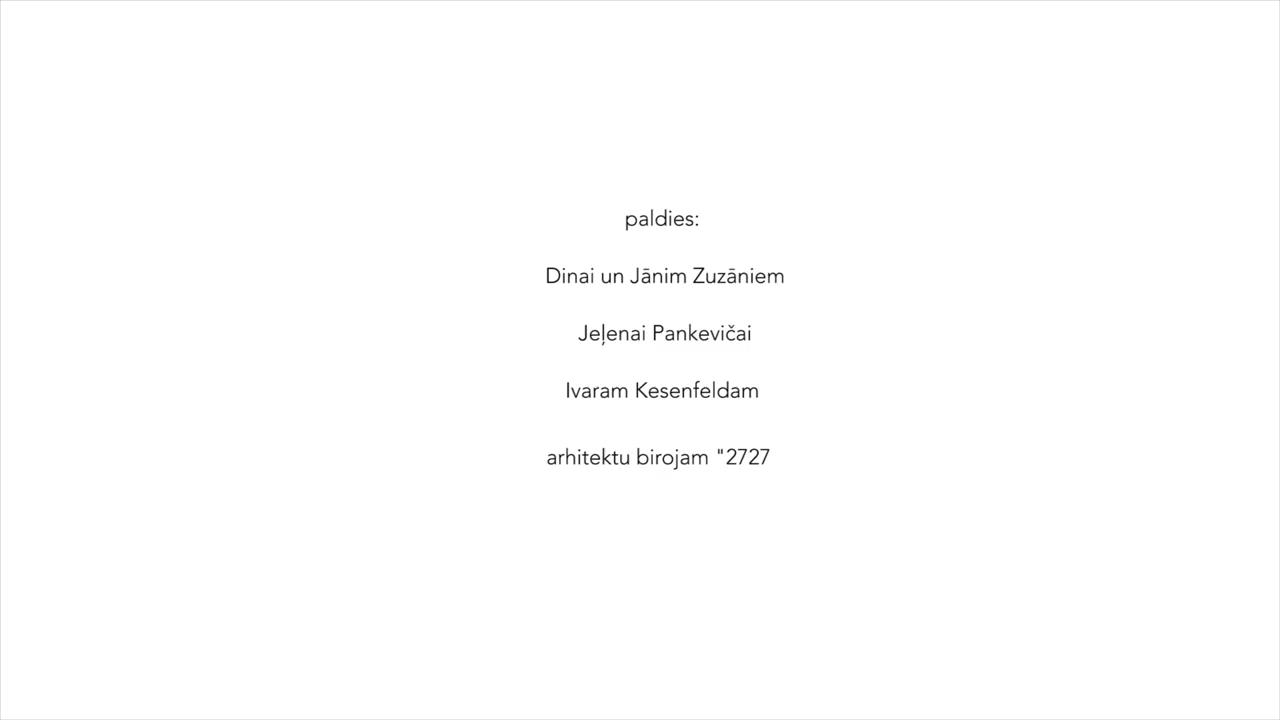 paldies:
Dinai un Jānim Zuzāniem
Jeļenai Pankevičai
Ivaram Kesenfeldam
arhitektu birojam "2727